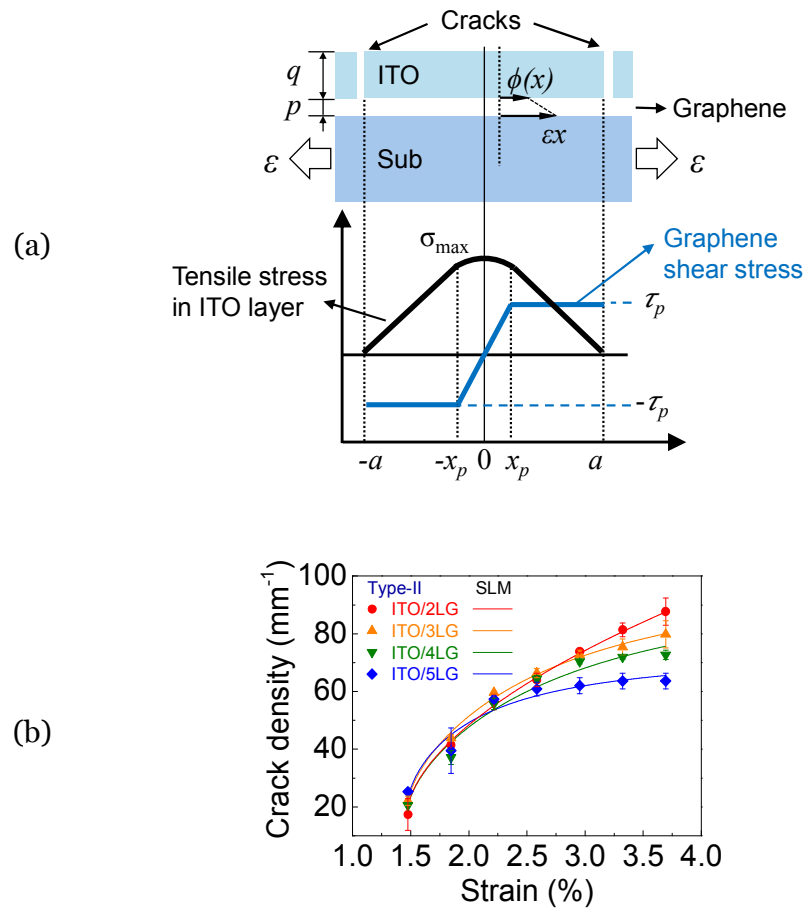 (a)
Cracks
q
ITO
ϕ(x)
p
Graphene
εx
ε
Sub
ε
σmax
Graphene
shear stress
Tensile stress
in ITO layer
τp
-τp
-a
-xp
0
xp
a
(b)
Crack density (mm⁻¹)
100
80
60
40
20
Type-II SLM
ITO/2LG
ITO/3LG
ITO/4LG
ITO/5LG
1.0 1.5 2.0 2.5 3.0 3.5 4.0
Strain (%)